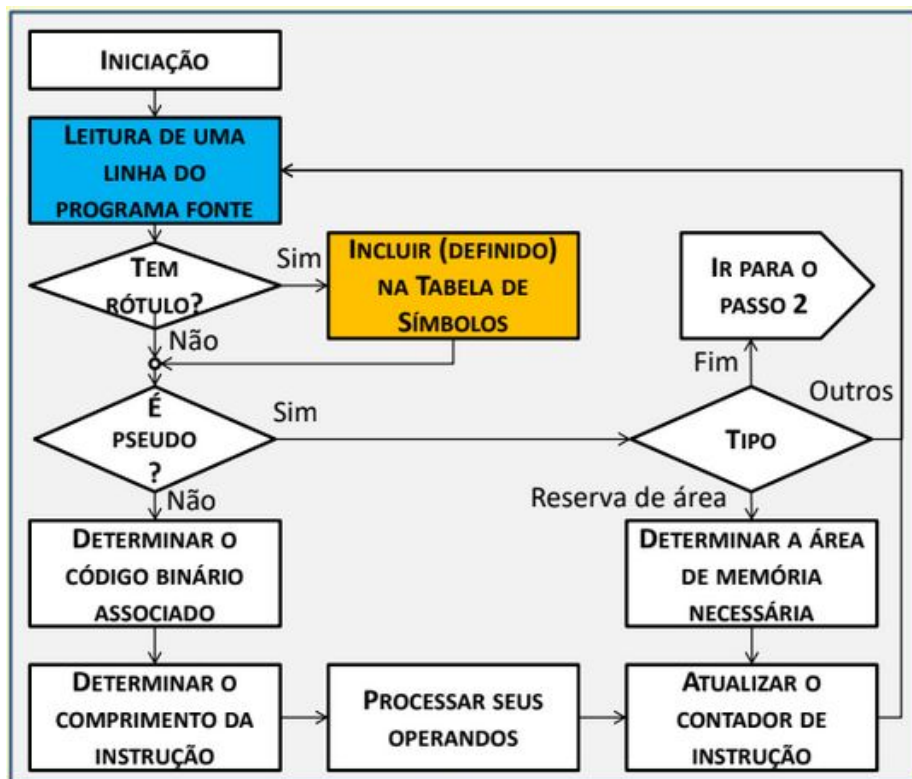 INICIAÇÃO
LEITURA DE UMA
LINHA DO
PROGRAMA FONTE
TEM
RÓTULO?
Sim
INCLUIR (DEFINIDO)
NA TABELA DE
SÍMBOLOS
IR PARA O
PASSO 2
Não
Fim
Outros
É
PSEUDO
?
Sim
TIPO
Não
Reserva de área
DETERMINAR O
CÓDIGO BINÁRIO
ASSOCIADO
DETERMINAR A ÁREA
DE MEMÓRIA
NECESSÁRIA
DETERMINAR O
COMPRIMENTO DA
INSTRUÇÃO
PROCESSAR SEUS
OPERANDOS
ATUALIZAR O
CONTADOR DE
INSTRUÇÃO